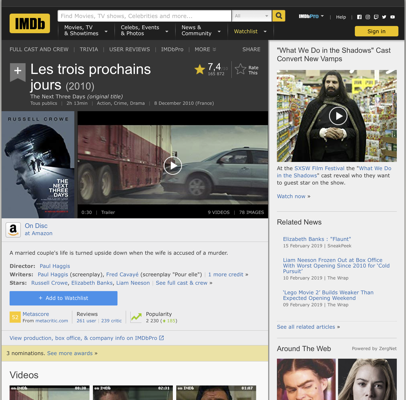 IMDb
Find Movies, TV shows, Celebrities and more...
All
Movies, TV & Showtimes
Celebs, Events & Photos
News & Community
Watchlist
IMDbPro
Help
Sign in
FULL CAST AND CREW | TRIVIA | USER REVIEWS | IMDbPro | MORE
SHARE
Les trois prochains
jours (2010)
The Next Three Days (original title)
Tous publics | 2h 13min | Action, Crime, Drama | 8 December 2010 (France)
7,4
Rate
This
RUSSELL CROWE
THE
NEXT
THREE
DAYS
0:30 | Trailer
9 VIDEOS | 78 IMAGES
On Disc
at Amazon
A married couple's life is turned upside down when the wife is accused of a murder.
Director: Paul Haggis
Writers: Paul Haggis (screenplay), Fred Cavayé (screenplay "Pour elle") | 1 more credit »
Stars: Russell Crowe, Elizabeth Banks, Liam Neeson | See full cast & crew »
+ Add to Watchlist
Metascore
From metacritic.com
Reviews
261 user | 239 critic
Popularity
View production, box office, & company info on IMDbPro
3 nominations. See more awards »
Videos
"What We Do in the Shadows" Cast
Convert New Vamps
At the SXSW Film Festival the "What We Do
in the Shadows" cast reveal who they want
to guest star on the show.
Watch now »
Related News
Elizabeth Banks : "Flaunt"
15 February 2019 | SneakPeek
Liam Neeson Frozen Out at Box Office
With Worst Opening Since 2010 for 'Cold
Pursuit'
10 February 2019 | The Wrap
'Lego Movie 2' Builds Weaker Than
Expected Opening Weekend
09 February 2019 | The Wrap
See all related articles »
Around The Web
Powered by ZergNet